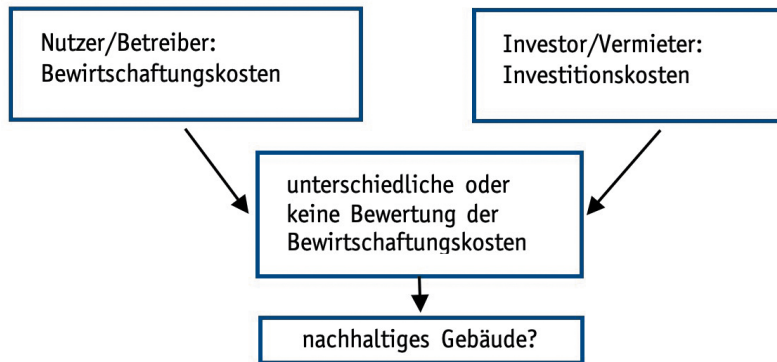 Nutzer/Betreiber:
Bewirtschaftungskosten
Investor/Vermieter:
Investitionskosten
unterschiedliche oder
keine Bewertung der
Bewirtschaftungskosten
nachhaltiges Gebäude?